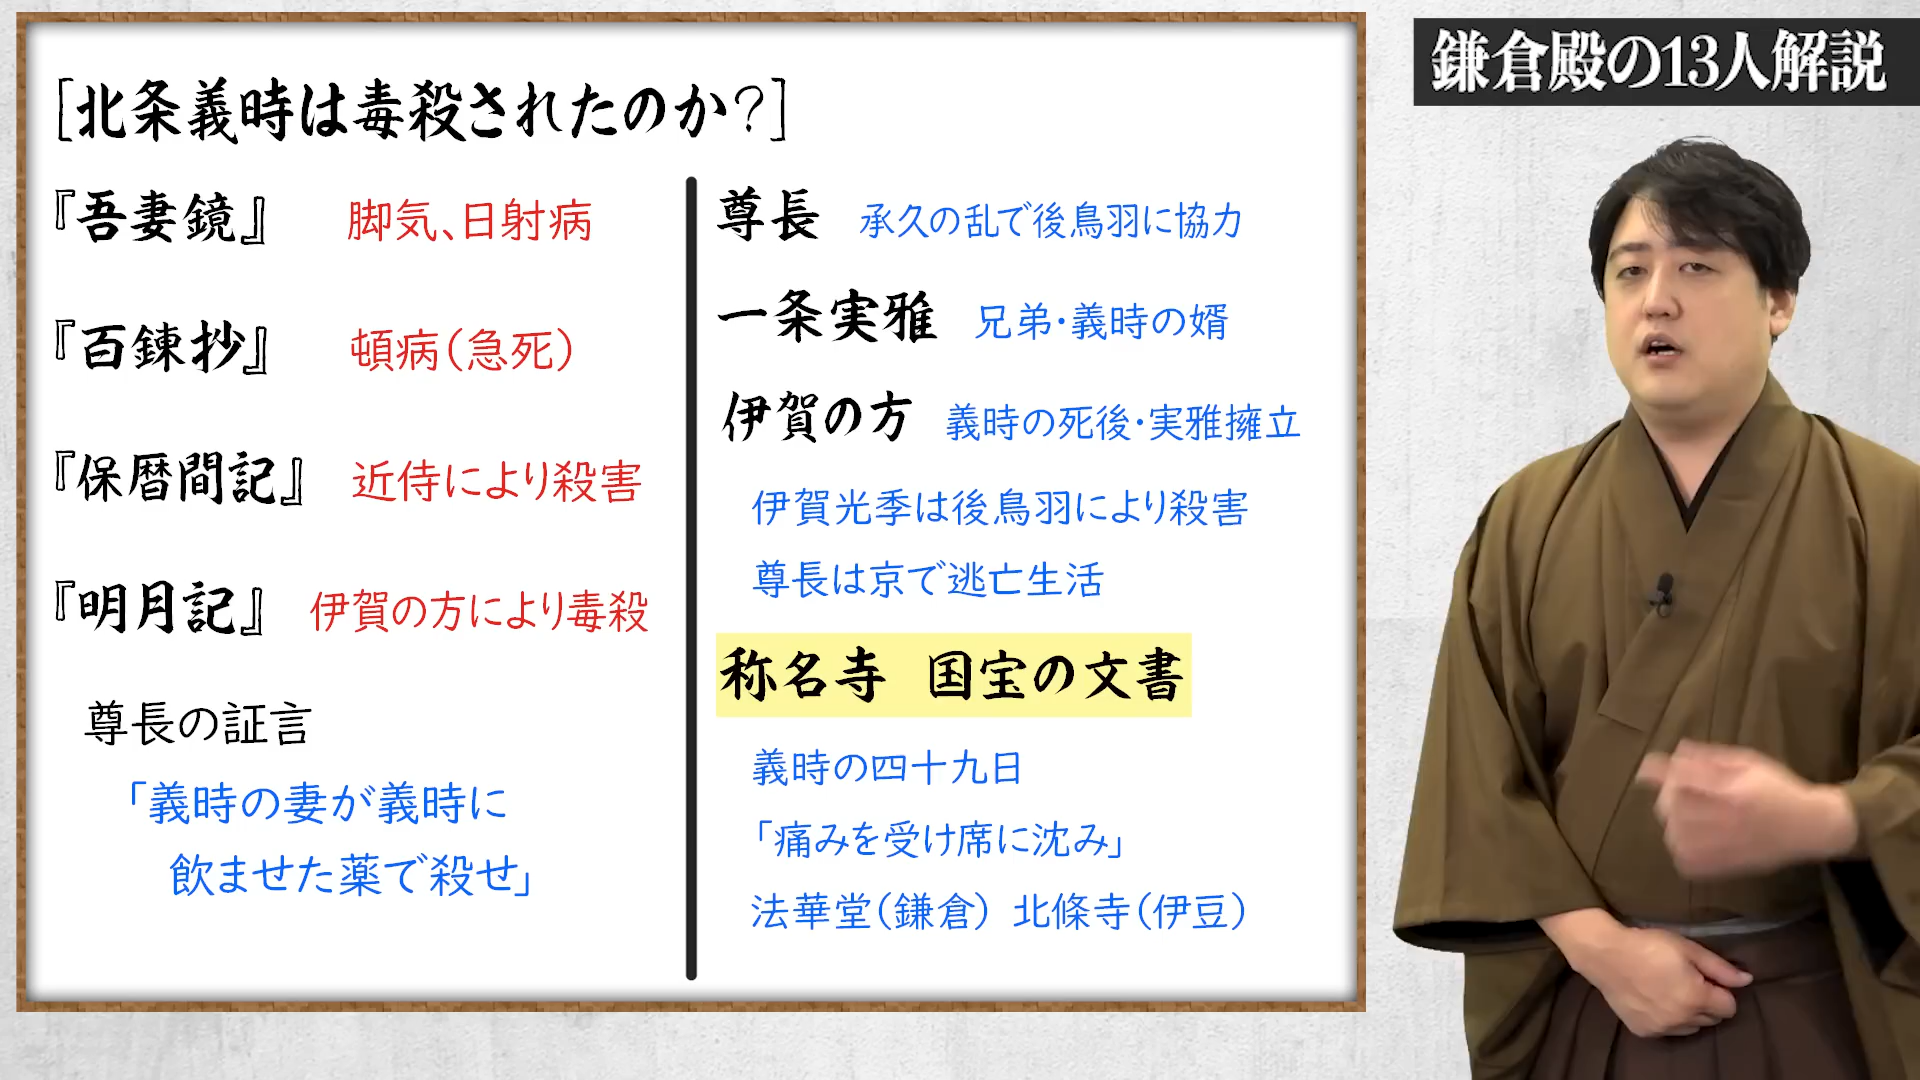 [北条義時は毒殺されたのか?]
『吾妻鏡』 脚気、日射病
『百錬抄』 頓病(急死)
『保暦間記』 近侍により殺害
『明月記』 伊賀の方により毒殺
尊長の証言
「義時の妻が義時に
飲ませた薬で殺せ」
尊長 承久の乱で後鳥羽に協力
一条実雅 兄弟・義時の婿
伊賀の方 義時の死後・実雅擁立
伊賀光季は後鳥羽により殺害
尊長は京で逃亡生活
称名寺 国宝の文書
義時の四十九日
「痛みを受け席に沈み」
法華堂(鎌倉) 北條寺(伊豆)
鎌倉殿の13人解説